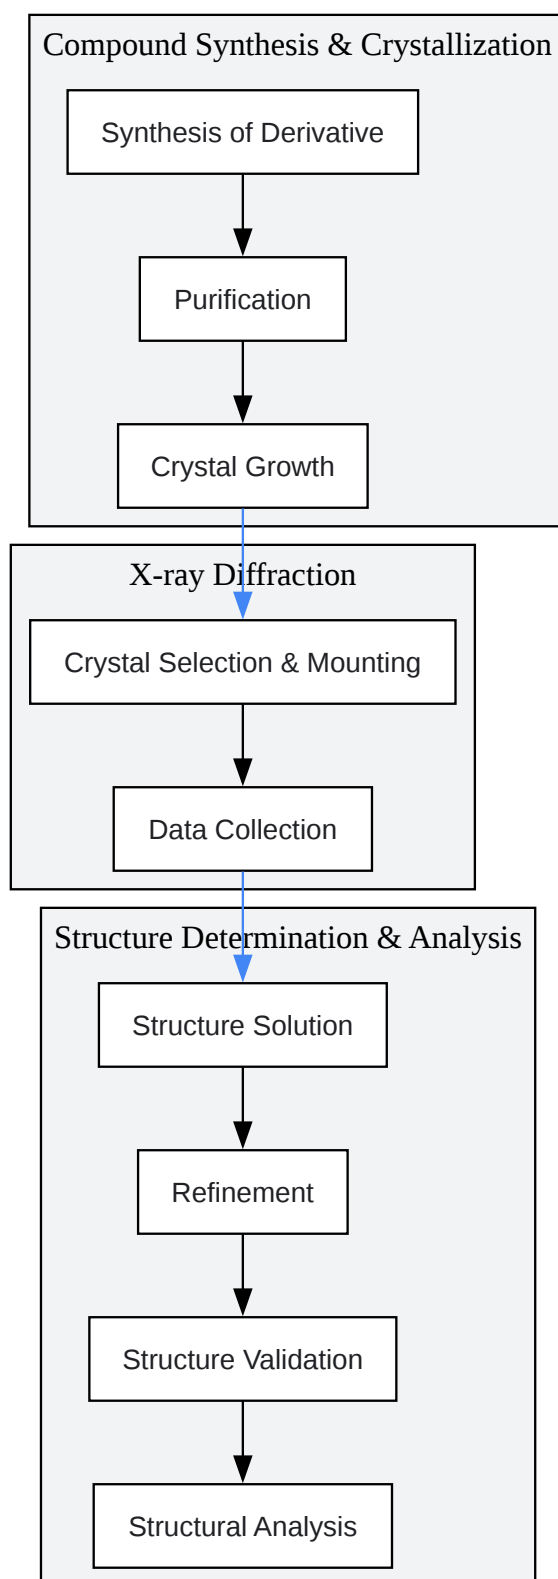 Compound Synthesis & Crystallization
Synthesis of Derivative
Purification
Crystal Growth
X-ray Diffraction
Crystal Selection & Mounting
Data Collection
Structure Determination & Analysis
Structure Solution
Refinement
Structure Validation
Structural Analysis